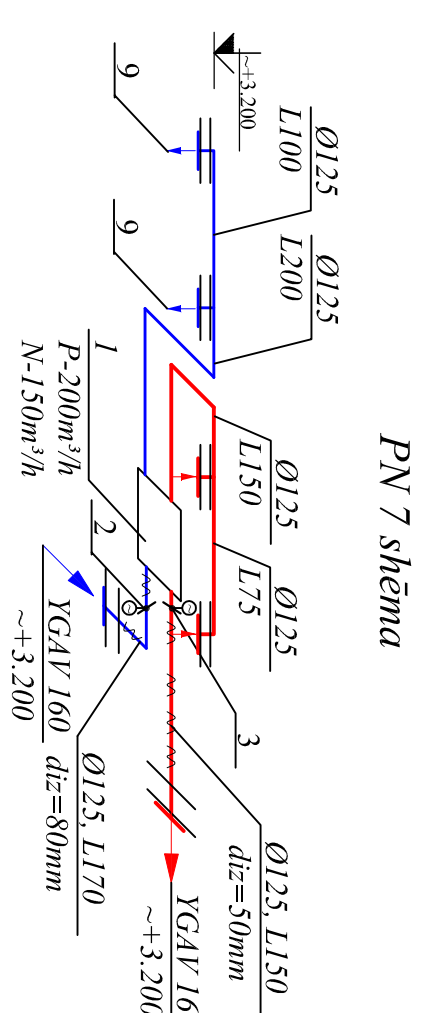 PN 7 shēma
~+3.200
Ø125
L100
Ø125
L200
Ø125
L150
Ø125
L75
9
9
1
P-200m³/h
N-150m³/h
2
3
YGAV 160
~+3.200
Ø125, L170
diz=80mm
Ø125, L150
diz=50mm
YGAV 16
~+3.200